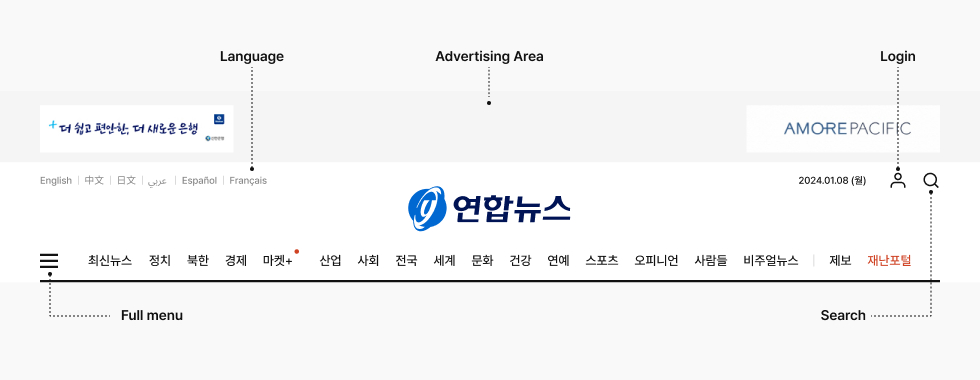 Language Advertising Area Login
+더 쉽고 편안한, 더 새로운 은행
AMOREPACIFIC
English 中文 日文 عربي Español Français
2024.01.08 (월)
연합뉴스
최신뉴스 정치 북한 경제 마켓+ 산업 사회 전국 세계 문화 건강 연예 스포츠 오피니언 사람들 비주얼뉴스 제보 재난포털
Full menu Search